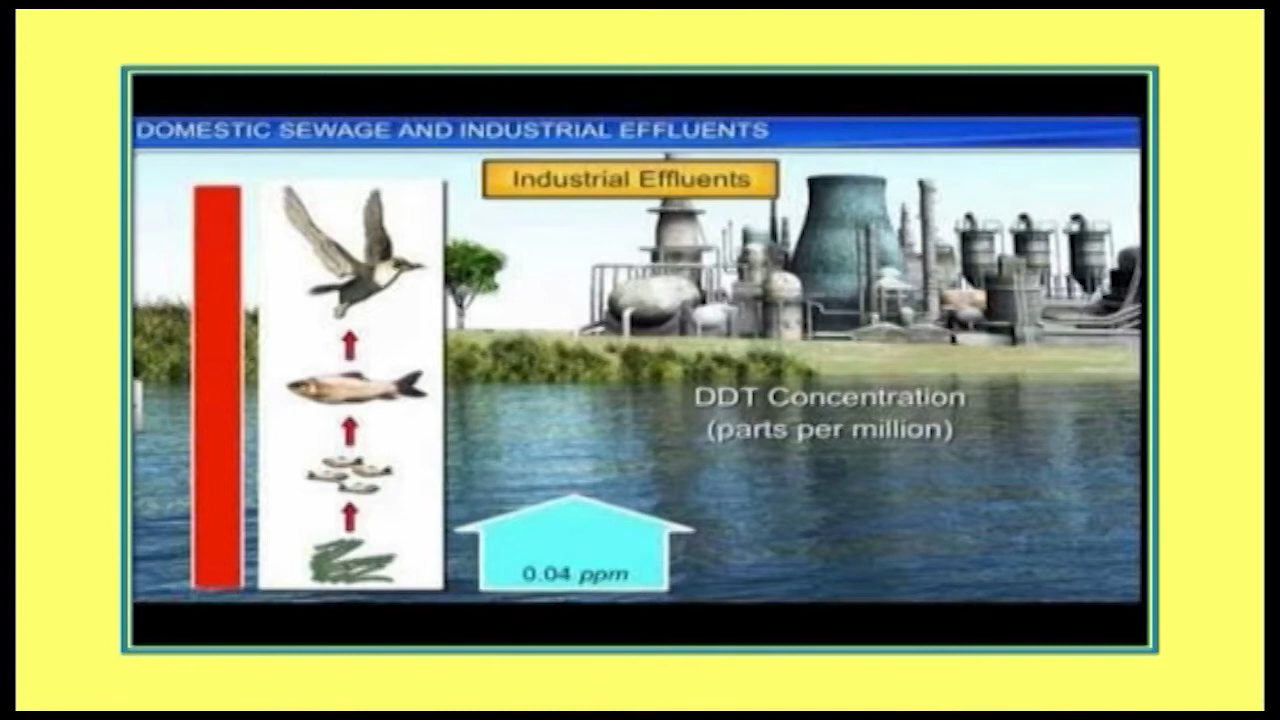 DOMESTIC SEWAGE AND INDUSTRIAL EFFLUENTS
Industrial Effluents
DDT Concentration
(parts per million)
0.04 ppm